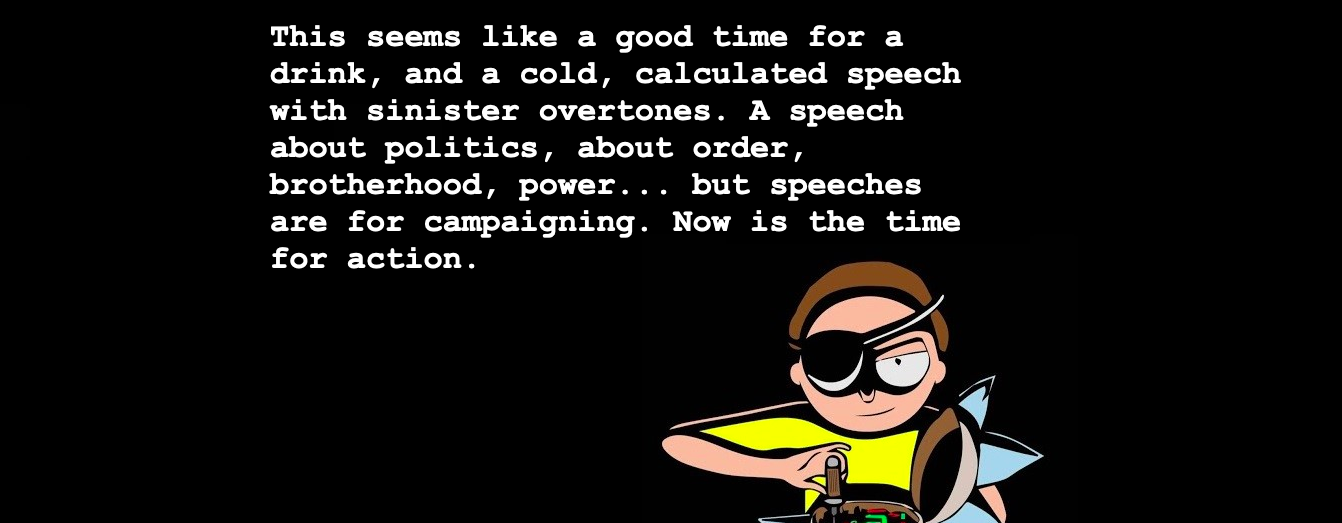 This seems like a good time for a
drink, and a cold, calculated speech
with sinister overtones. A speech
about politics, about order,
brotherhood, power... but speeches
are for campaigning. Now is the time
for action.